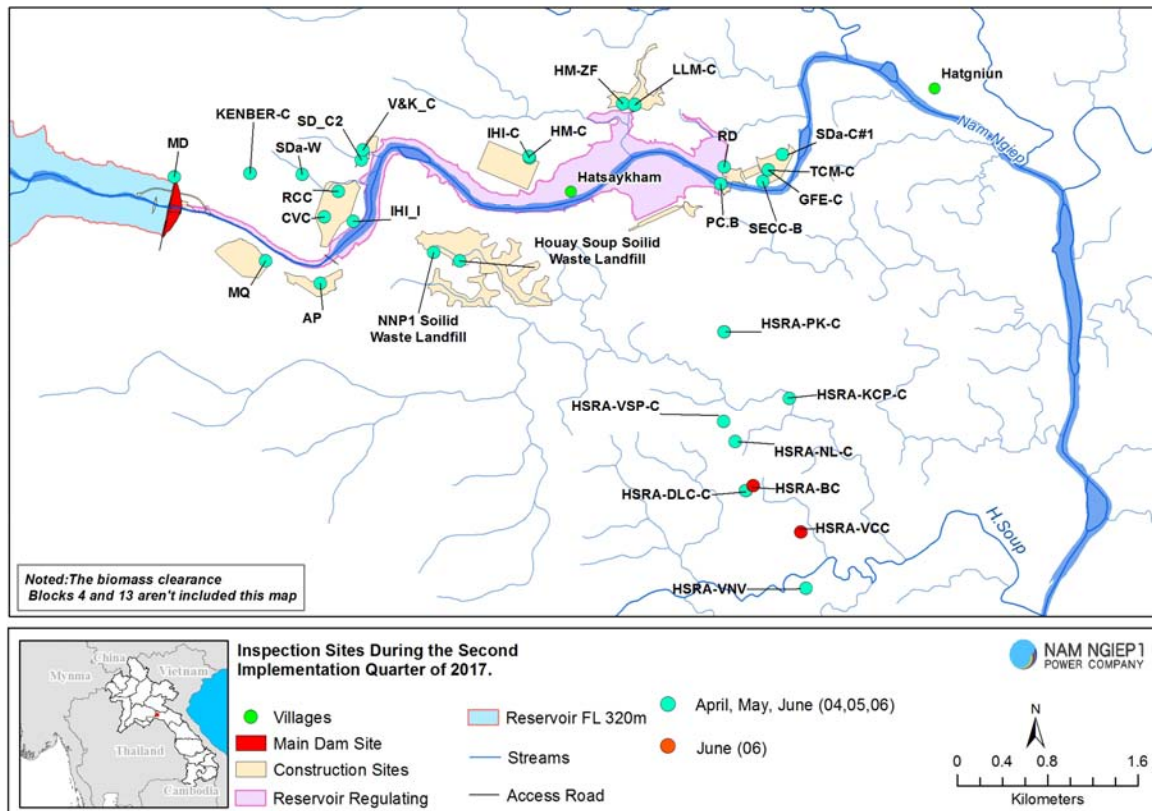 Hatgniun
HM-ZF
LLM-C
V&K_C
KENBER-C
SD_C2
IHI-C
HM-C
Nam Ngiep
MD
SDa-W
RD
SDa-C#1
RCC
Hatsaykham
TCM-C
CVC
IHI_I
GFE-C
PC.B
SECC-B
Houay Soup Soilid
Waste Landfill
MQ
AP
NNP1 Soilid
Waste Landfill
HSRA-PK-C
HSRA-KCP-C
HSRA-VSP-C
HSRA-NL-C
HSRA-DLC-C
HSRA-BC
HSRA-VCC
H.Soup
HSRA-VNV
Noted:The biomass clearance
Blocks 4 and 13 aren't included this map
China
Mynma
Vietnam
Thailand
Cambodia
Inspection Sites During the Second
Implementation Quarter of 2017.
Villages
Main Dam Site
Construction Sites
Reservoir Regulating
Reservoir FL 320m
Streams
Access Road
April, May, June (04,05,06)
June (06)
NAM NGIEP1
POWER COMPANY
N
0 0.4 0.8 1.6
Kilometers